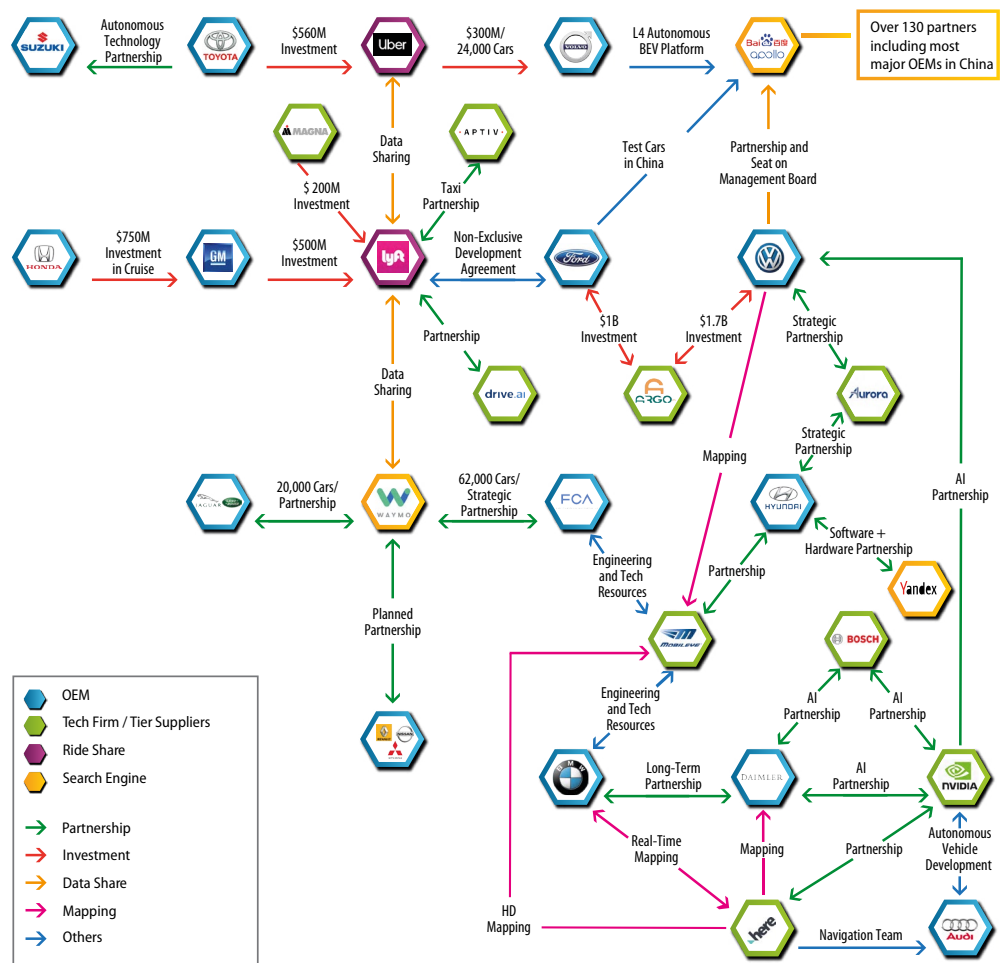 Autonomous
Technology
Partnership
$560M
Investment
$300M/
24,000 Cars
L4 Autonomous
BEV Platform
Over 130 partners
including most
major OEMs in China
SUZUKI
TOYOTA
Uber
VOLVO
Bai百度
apollo
MAGNA
· APTIV ·
Data
Sharing
Test Cars
in China
Partnership and
Seat on
Management Board
$ 200M
Investment
Taxi
Partnership
$750M
Investment
in Cruise
$500M
Investment
Non-Exclusive
Development
Agreement
HONDA
GM
lyft
Ford
$1B
Investment
$1.7B
Investment
Strategic
Partnership
Partnership
drive.ai
ARGO
Aurora
Data
Sharing
Strategic
Partnership
Mapping
AI
Partnership
20,000 Cars/
Partnership
62,000 Cars/
Strategic
Partnership
JAGUAR
WAYMO
FCA
HYUNDAI
Software +
Hardware Partnership
Engineering
and Tech
Resources
Partnership
Yandex
Planned
Partnership
MOBILEYE
BOSCH
OEM
Tech Firm / Tier Suppliers
Ride Share
Search Engine
Partnership
Investment
Data Share
Mapping
Others
Engineering
and Tech
Resources
AI
Partnership
AI
Partnership
NISSAN
BMW
Long-Term
Partnership
DAIMLER
AI
Partnership
NVIDIA
Real-Time
Mapping
Mapping
Partnership
Autonomous
Vehicle
Development
HD
Mapping
here
Navigation Team
Audi